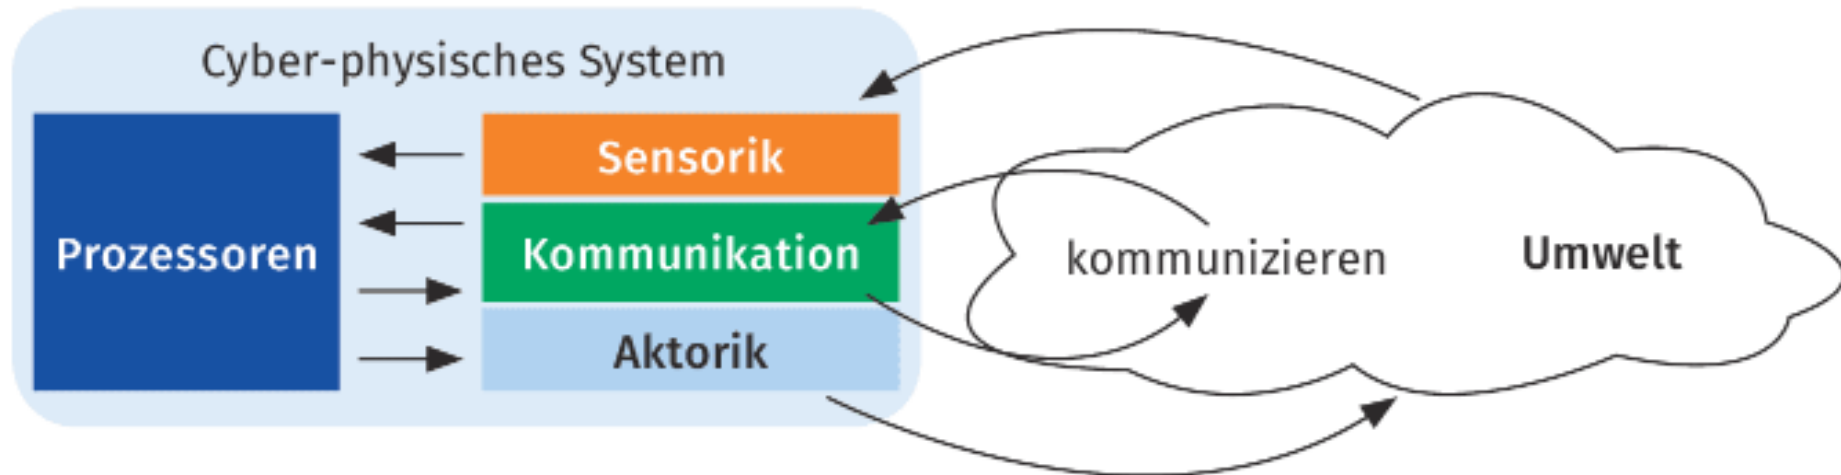 Cyber-physisches System
Prozessoren
Sensorik
Kommunikation
Aktorik
kommunizieren
Umwelt